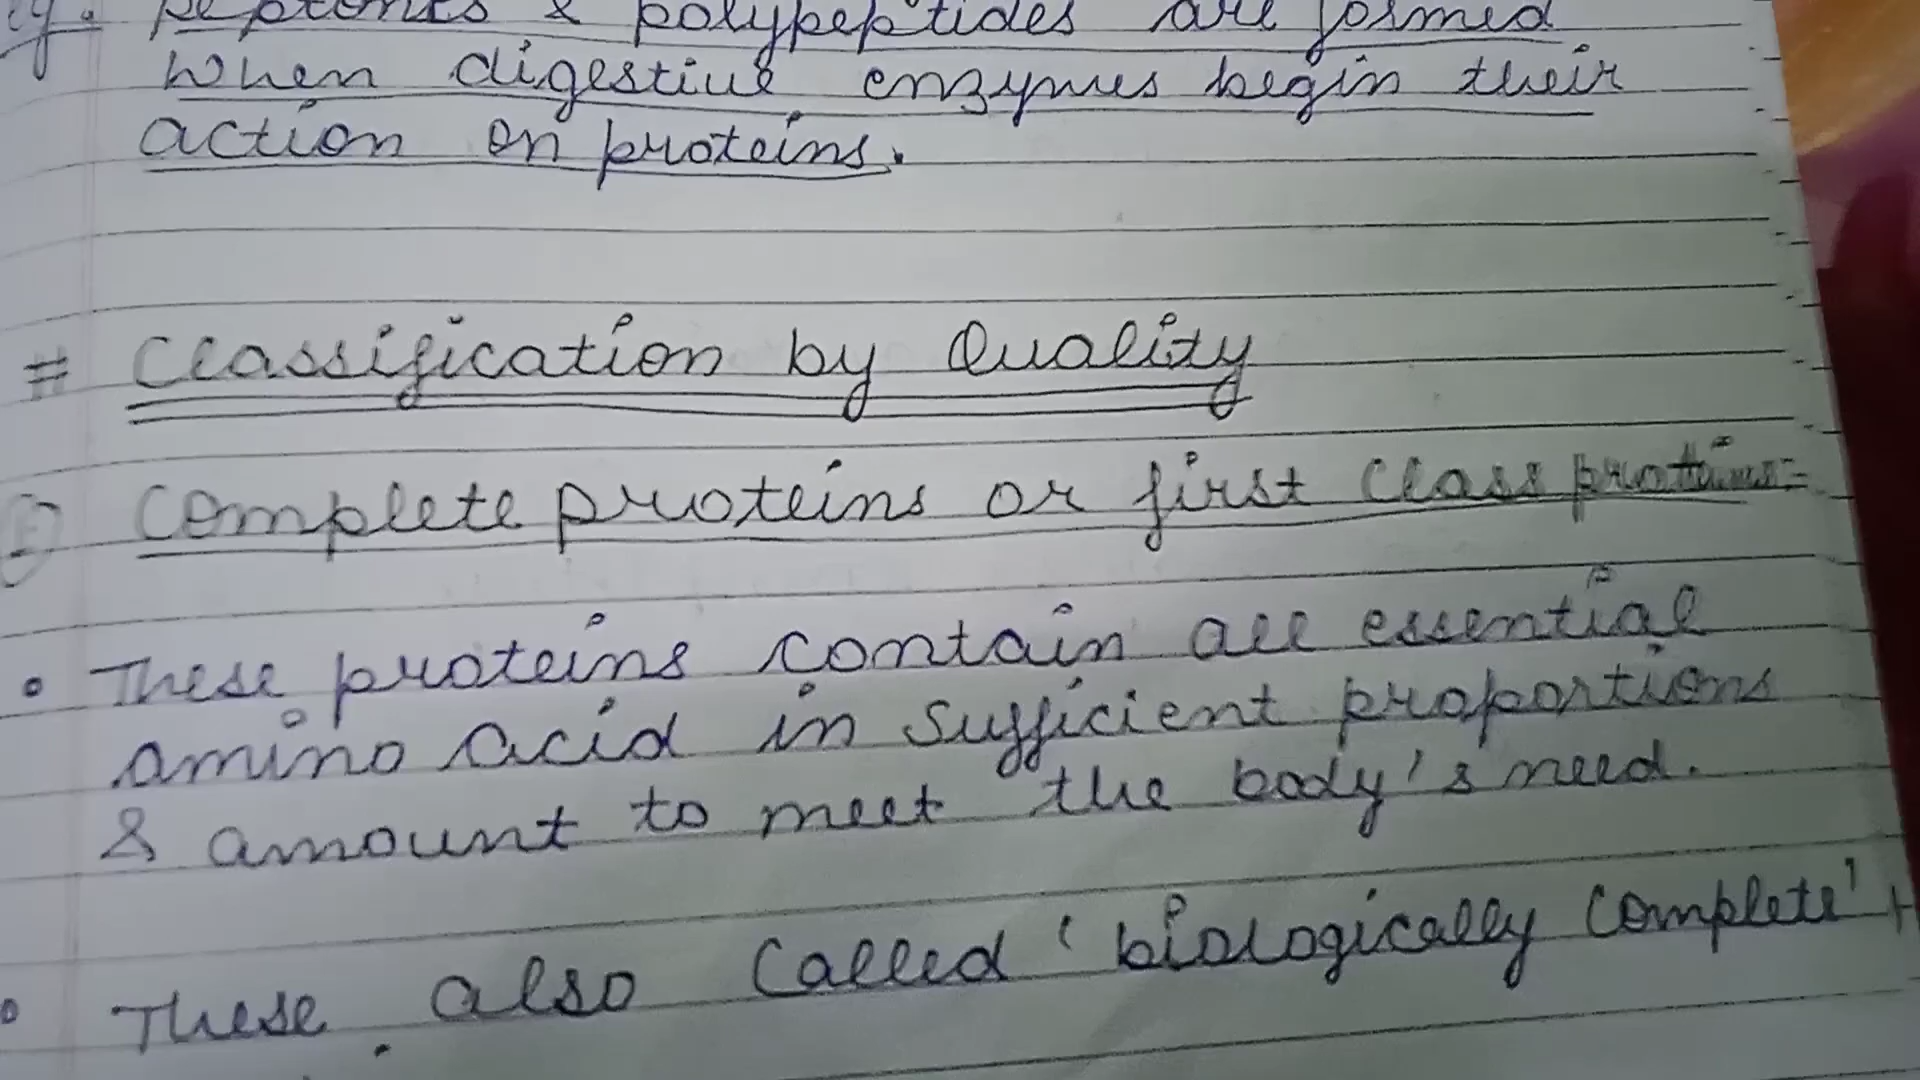 eg. peptones & polypeptides are formed
when digestive enzymes begin their
action on proteins.
# Classification by Quality
complete proteins or first class proteins=
• These proteins contain all essential
amino acid in sufficient proportions
& amount to meet the body's need.
• These also called 'biologically complete'